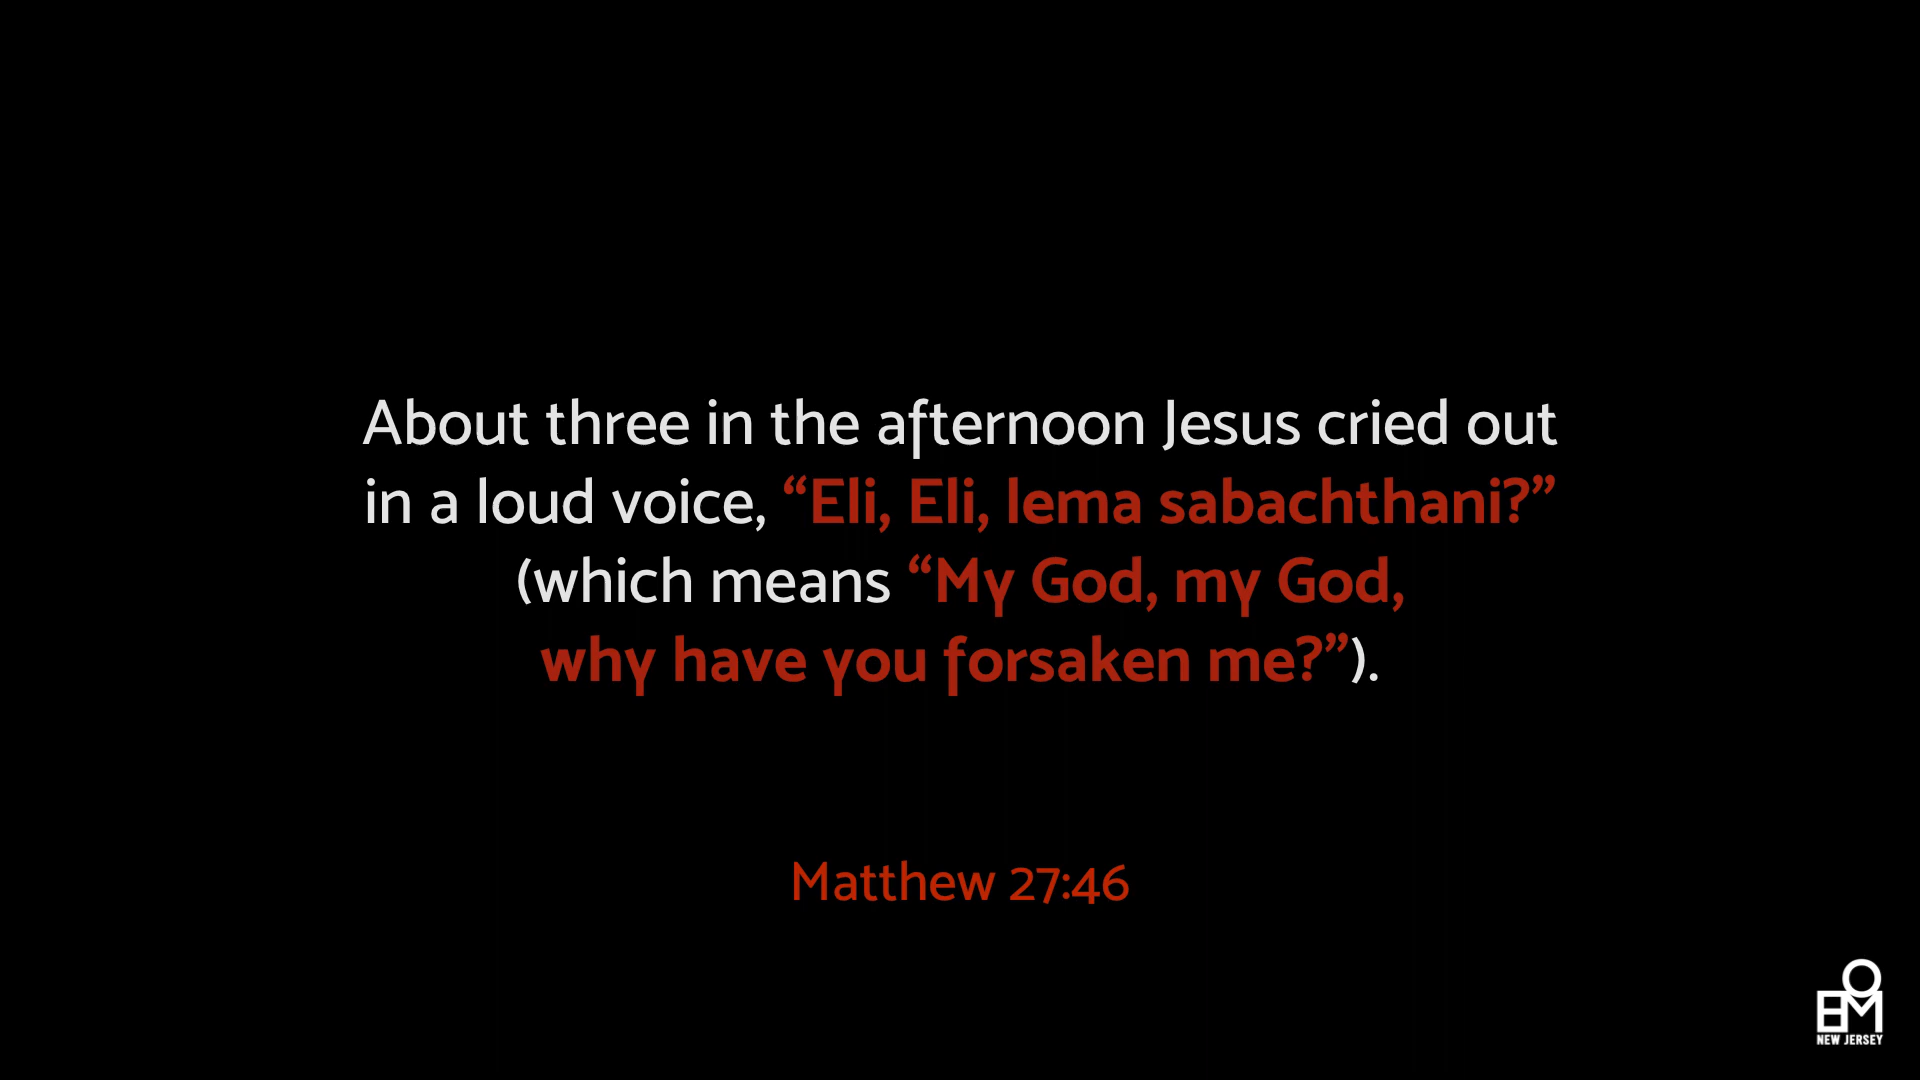 About three in the afternoon Jesus cried out
in a loud voice, “Eli, Eli, lema sabachthani?”
(which means “My God, my God,
why have you forsaken me?”).
Matthew 27:46
EMO
NEW JERSEY